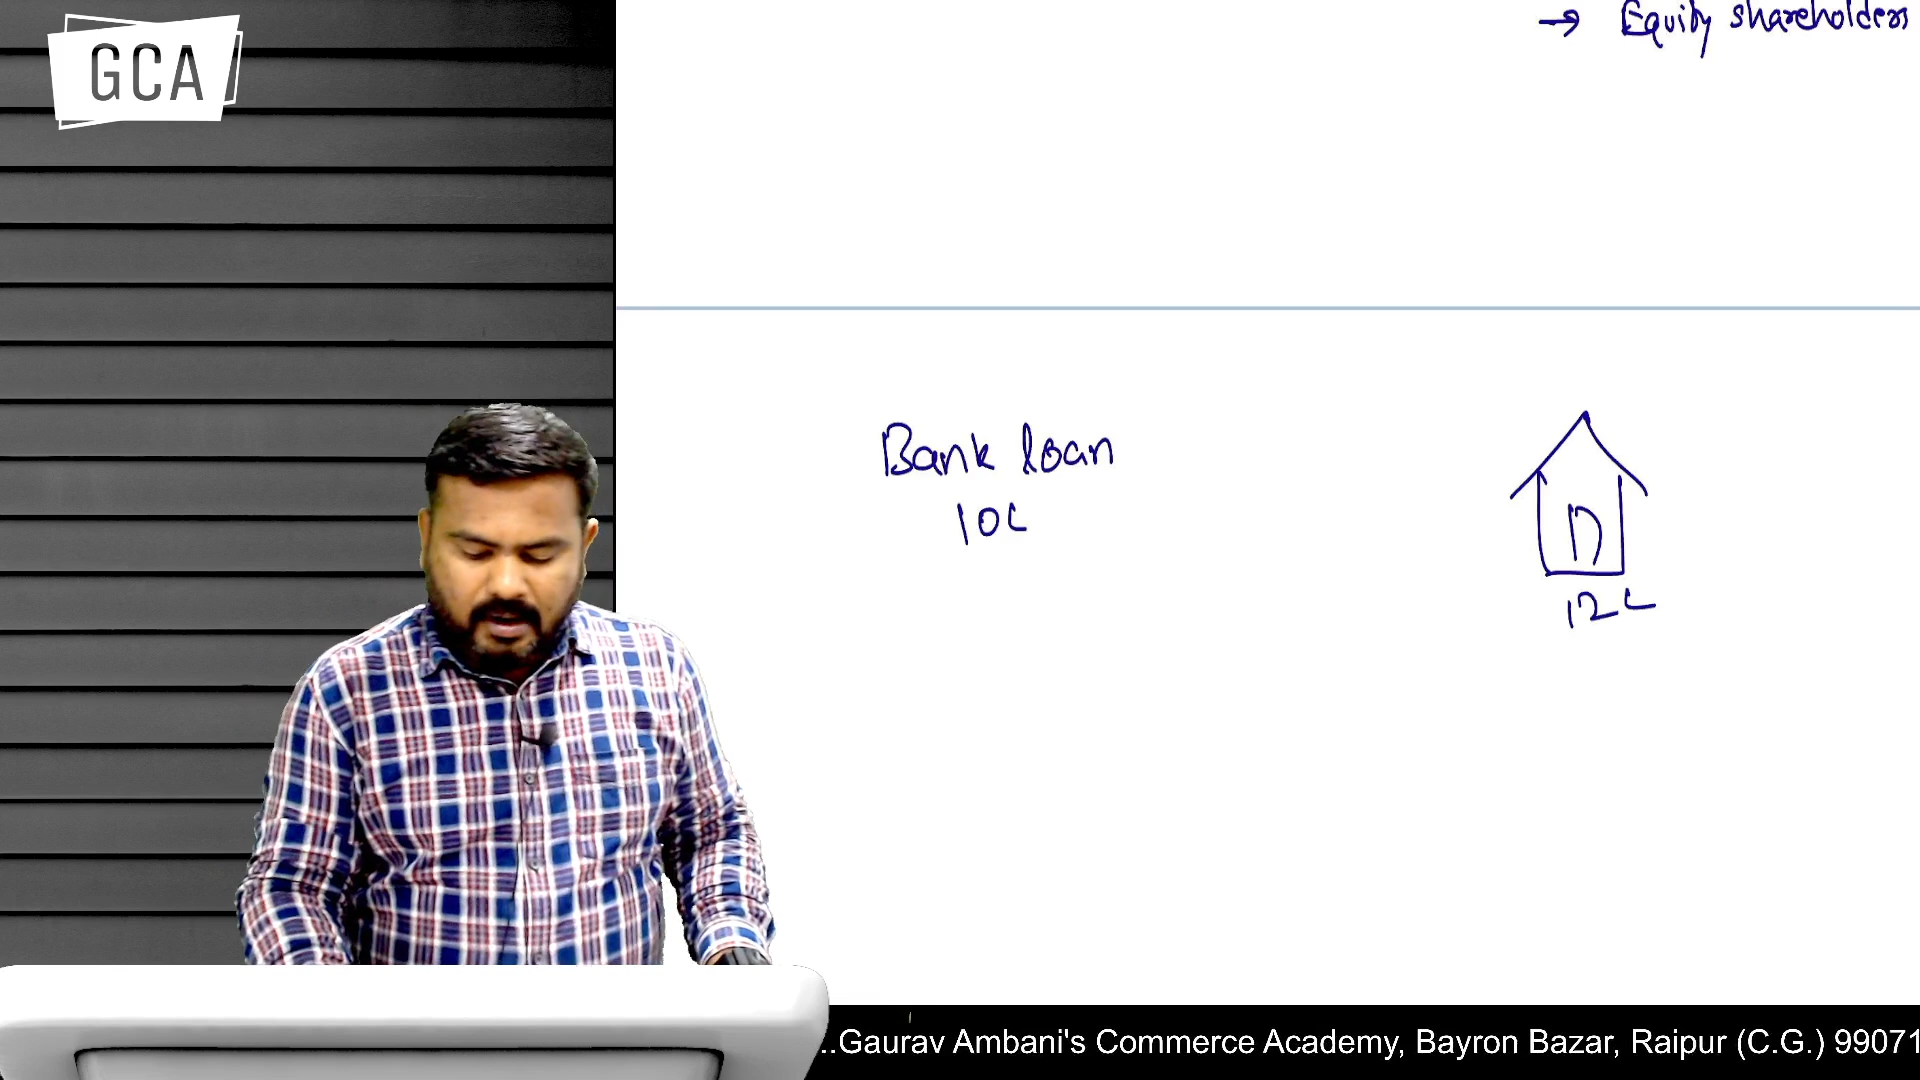 GCA
→ Equity shareholders
Bank loan
10L
12L
..Gaurav Ambani's Commerce Academy, Bayron Bazar, Raipur (C.G.) 99071